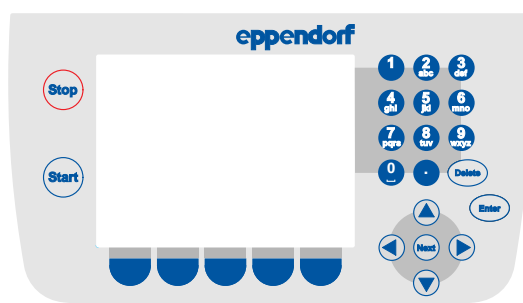 eppendorf
1 2 3
abc def
Stop
4 5 6
ghi jkl mno
7 8 9
pqrs tuv wxyz
Start
0 . Delete
Enter
Next